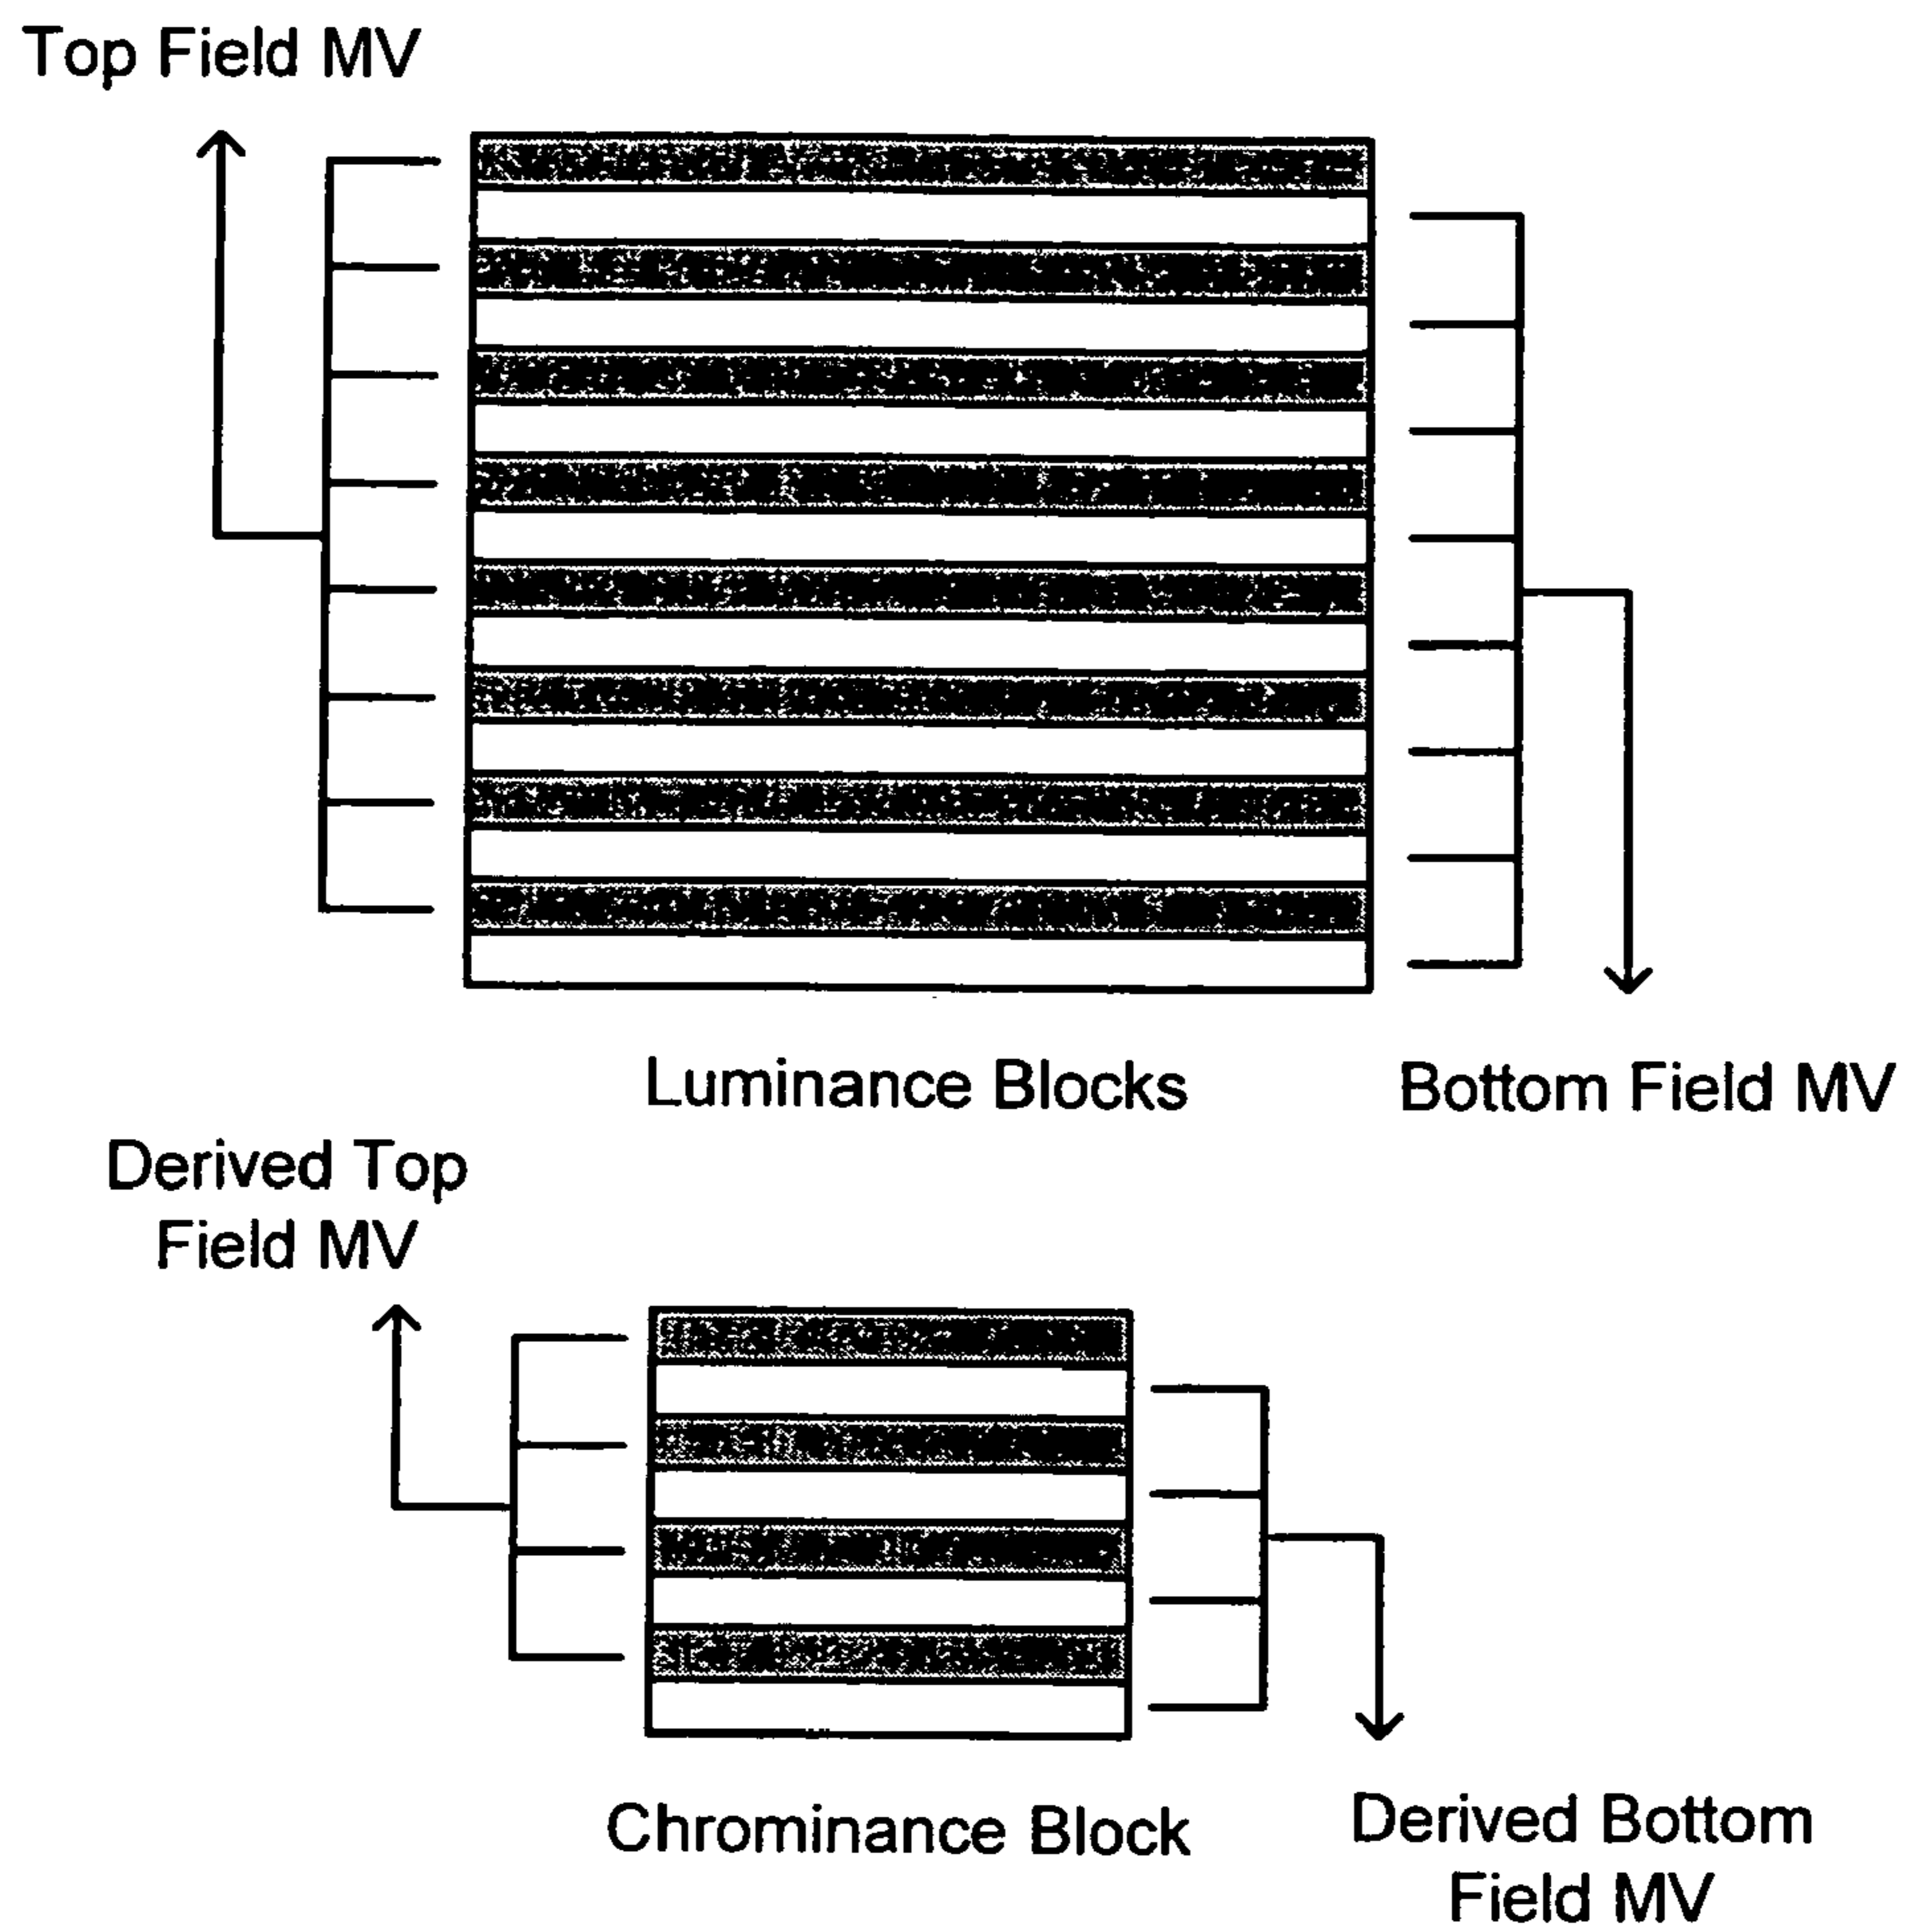 Top Field MV
Luminance Blocks
Bottom Field MV
Derived Top
Field MV
Chrominance Block
Derived Bottom
Field MV